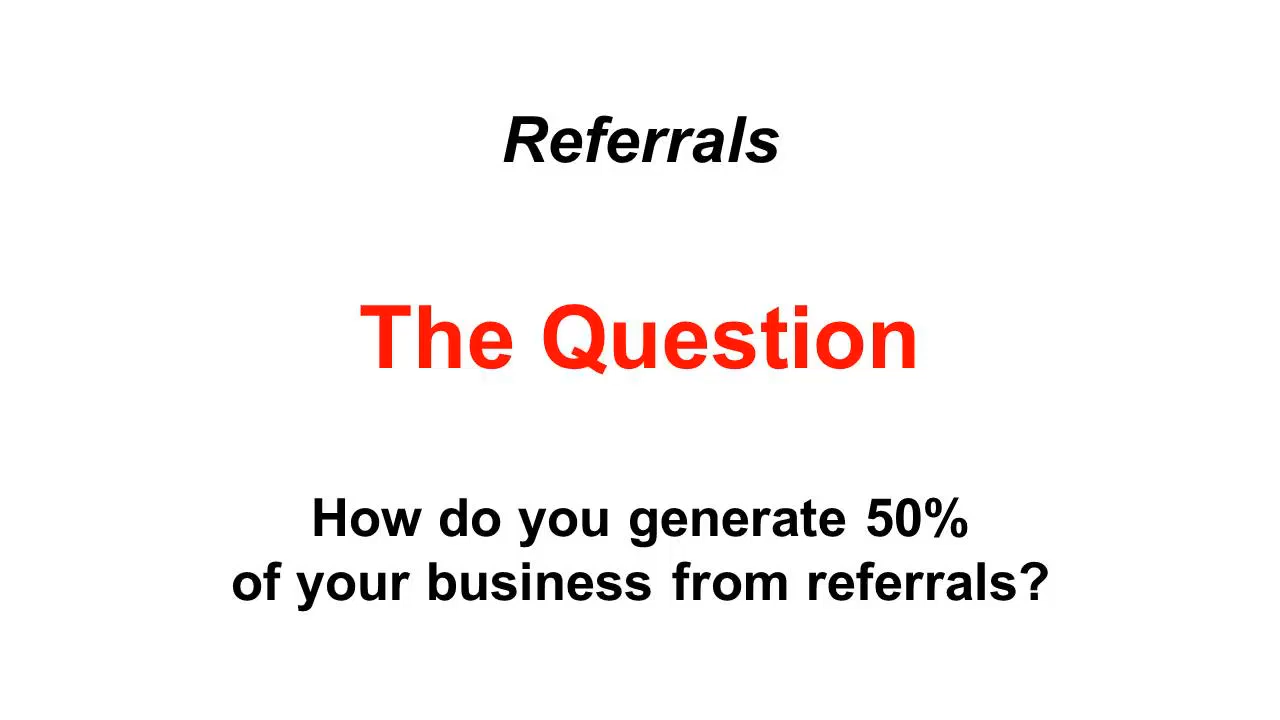 Referrals
The Question
How do you generate 50%
of your business from referrals?